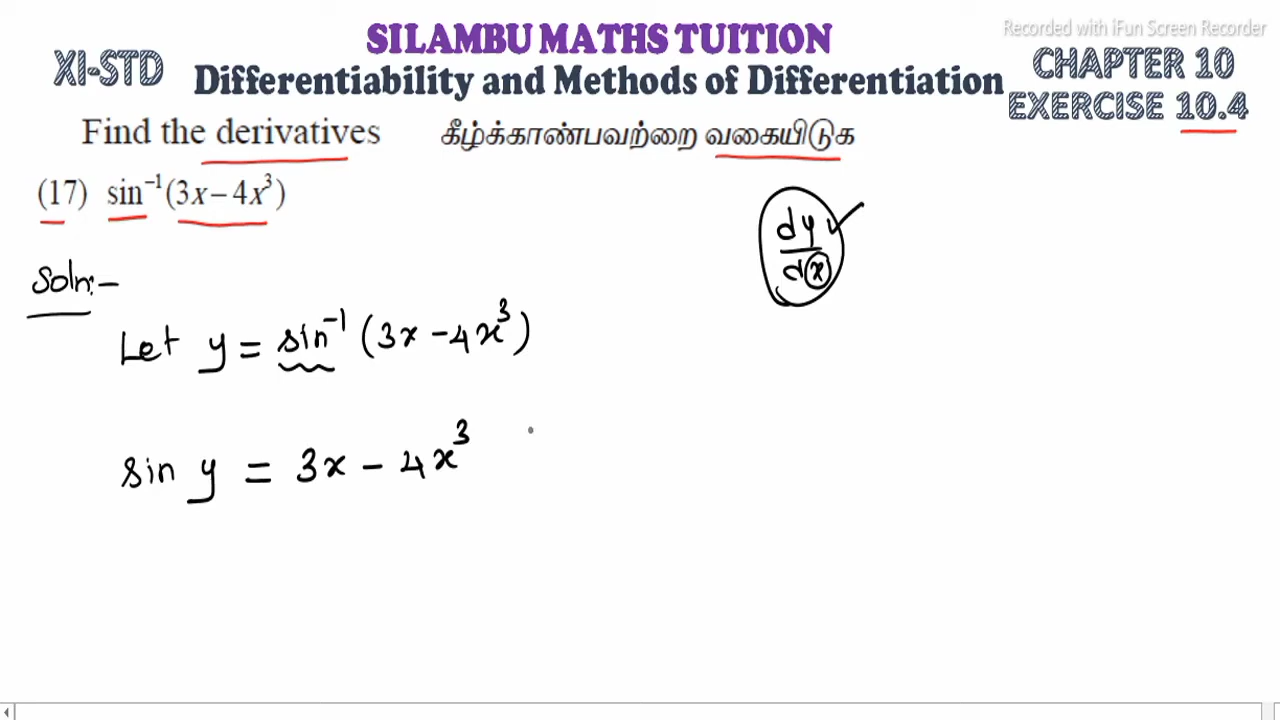 Recorded with iFun Screen Recorder
SILAMBU MATHS TUITION
XI-STD
Differentiability and Methods of Differentiation
CHAPTER 10
EXERCISE 10.4
Find the derivatives கீழ்க்காண்பவற்றை வகையிடுக
(17) sin⁻¹(3x – 4x³)
dy/dx
Soln:-
Let y = sin⁻¹ (3x – 4x³)
sin y = 3x – 4x³